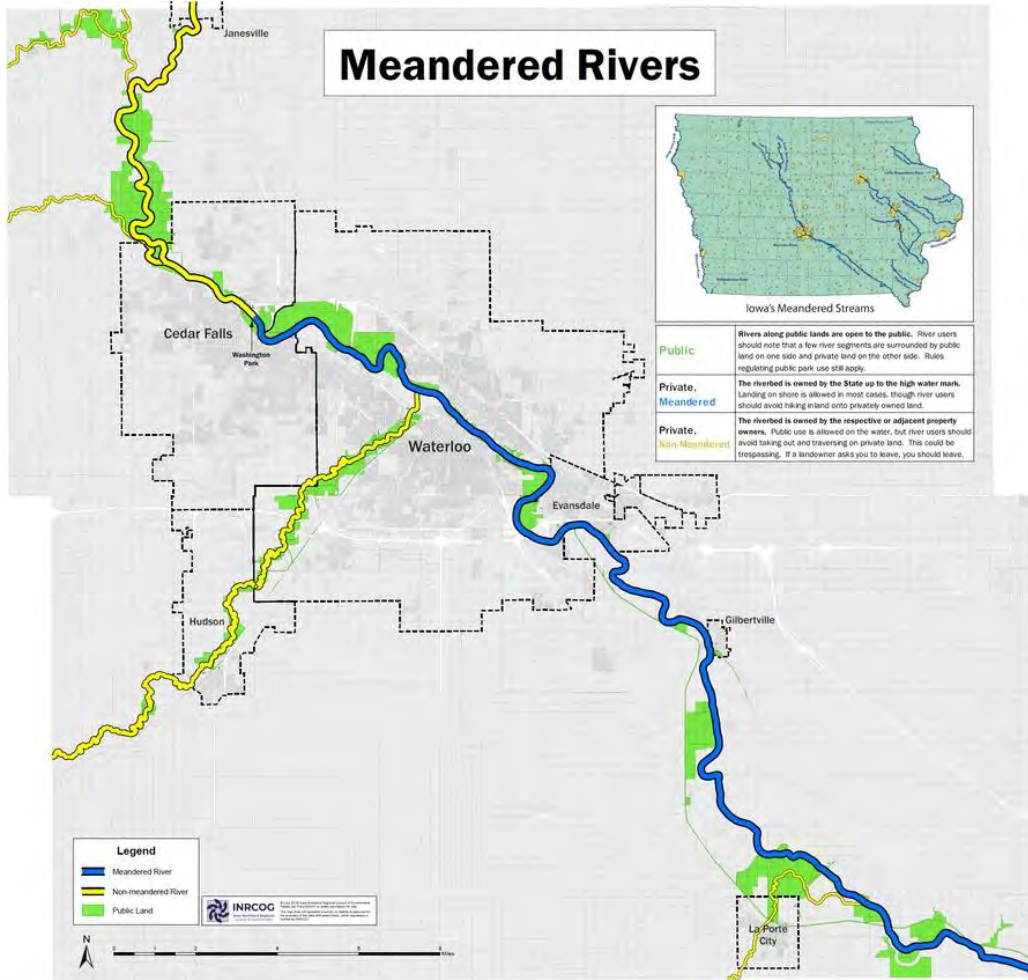 Janesville
Meandered Rivers
Iowa's Meandered Streams
Public
Rivers along public lands are open to the public. River users
should note that a few river segments are surrounded by public
land on one side and private land on the other side. Rules
regulating public park use still apply.
Private,
Meandered
The riverbed is owned by the State up to the high water mark.
Landing on shore is allowed in most cases, though river users
should avoid hiking inland onto privately owned land.
Private,
Non-Meandered
The riverbed is owned by the respective or adjacent property
owners. Public use is allowed on the water, but river users should
avoid taking out and traversing on private land. This could be
trespassing. If a landowner asks you to leave, you should leave.
Cedar Falls
Washington
Park
Waterloo
Evansdale
Hudson
Gilbertville
La Porte
City
Legend
Meandered River
Non-meandered River
Public Land
INRCOG
N
0
2
Miles